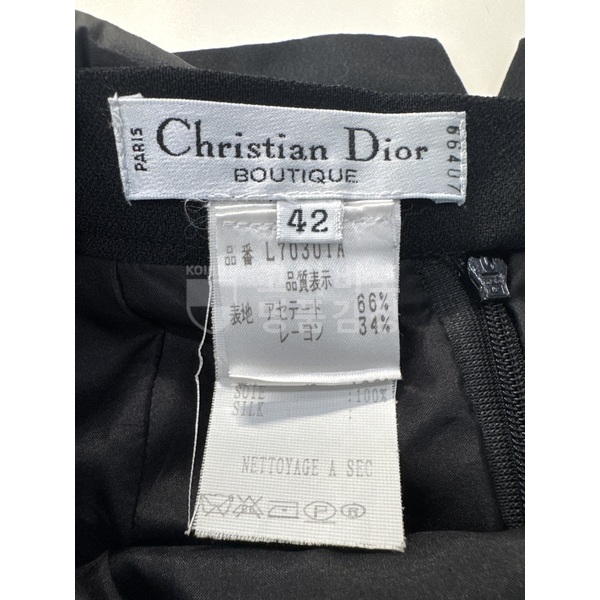 PARIS
Christian Dior
BOUTIQUE
66407
42
品番 L70301A
品質表示
表地 アセテート 66%
レーヨン 34%
SOIE :100%
SILK :
NETTOYAGE A SEC
P
R